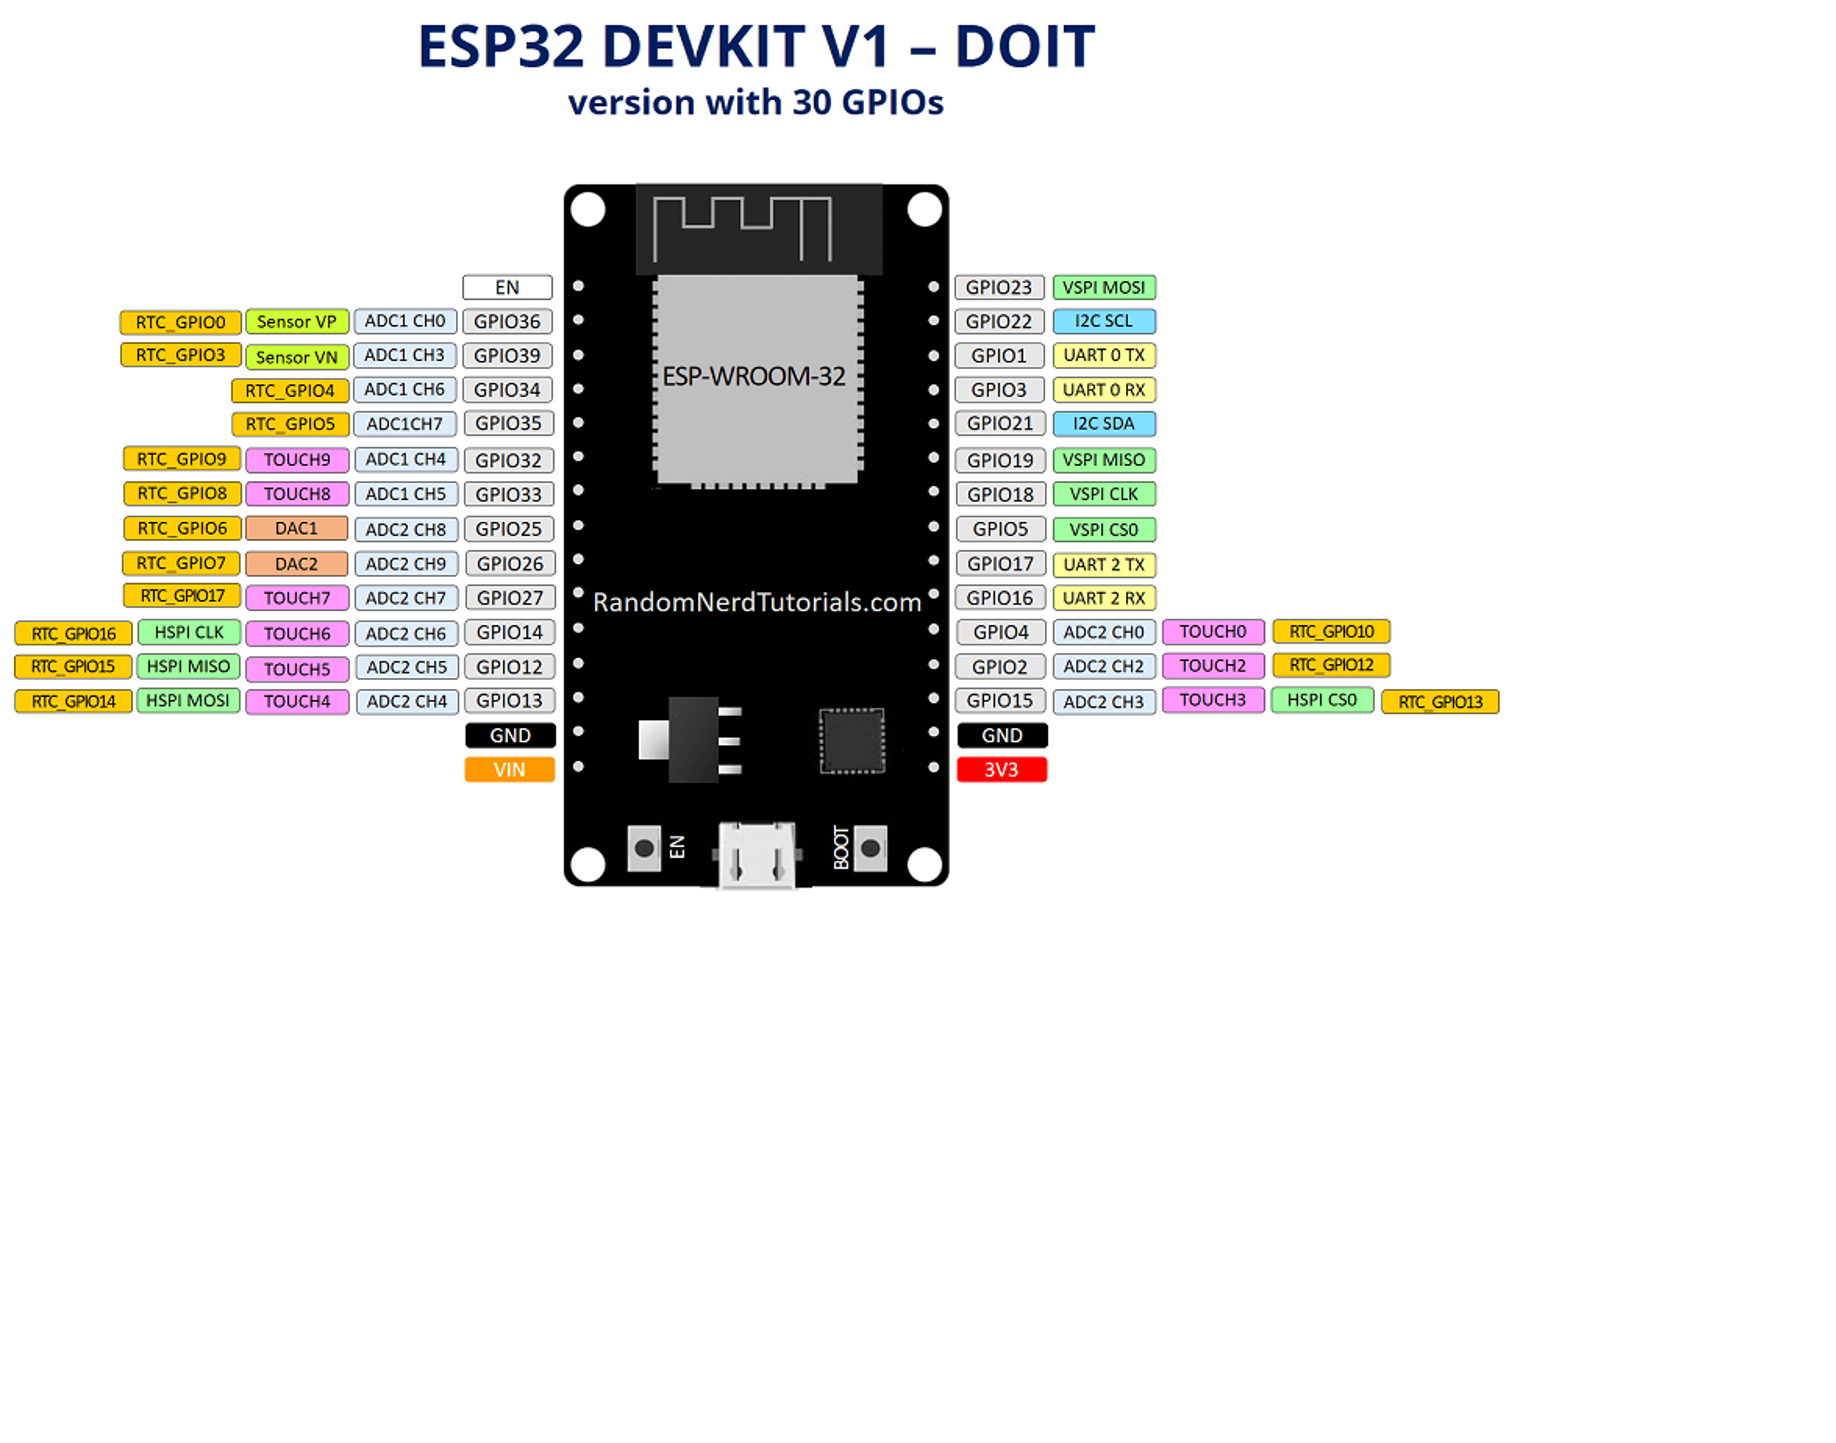 ESP32 DEVKIT V1 – DOIT
version with 30 GPIOs
EN GPIO23 VSPI MOSI
RTC_GPIO0 Sensor VP ADC1 CH0 GPIO36 GPIO22 I2C SCL
RTC_GPIO3 Sensor VN ADC1 CH3 GPIO39 GPIO1 UART 0 TX
RTC_GPIO4 ADC1 CH6 GPIO34 ESP-WROOM-32 GPIO3 UART 0 RX
RTC_GPIO5 ADC1CH7 GPIO35 GPIO21 I2C SDA
RTC_GPIO9 TOUCH9 ADC1 CH4 GPIO32 GPIO19 VSPI MISO
RTC_GPIO8 TOUCH8 ADC1 CH5 GPIO33 GPIO18 VSPI CLK
RTC_GPIO6 DAC1 ADC2 CH8 GPIO25 GPIO5 VSPI CS0
RTC_GPIO7 DAC2 ADC2 CH9 GPIO26 GPIO17 UART 2 TX
RTC_GPIO17 TOUCH7 ADC2 CH7 GPIO27 RandomNerdTutorials.com GPIO16 UART 2 RX
RTC_GPIO16 HSPI CLK TOUCH6 ADC2 CH6 GPIO14 GPIO4 ADC2 CH0 TOUCH0 RTC_GPIO10
RTC_GPIO15 HSPI MISO TOUCH5 ADC2 CH5 GPIO12 GPIO2 ADC2 CH2 TOUCH2 RTC_GPIO12
RTC_GPIO14 HSPI MOSI TOUCH4 ADC2 CH4 GPIO13 GPIO15 ADC2 CH3 TOUCH3 HSPI CS0 RTC_GPIO13
GND GND
VIN 3V3
EN BOOT